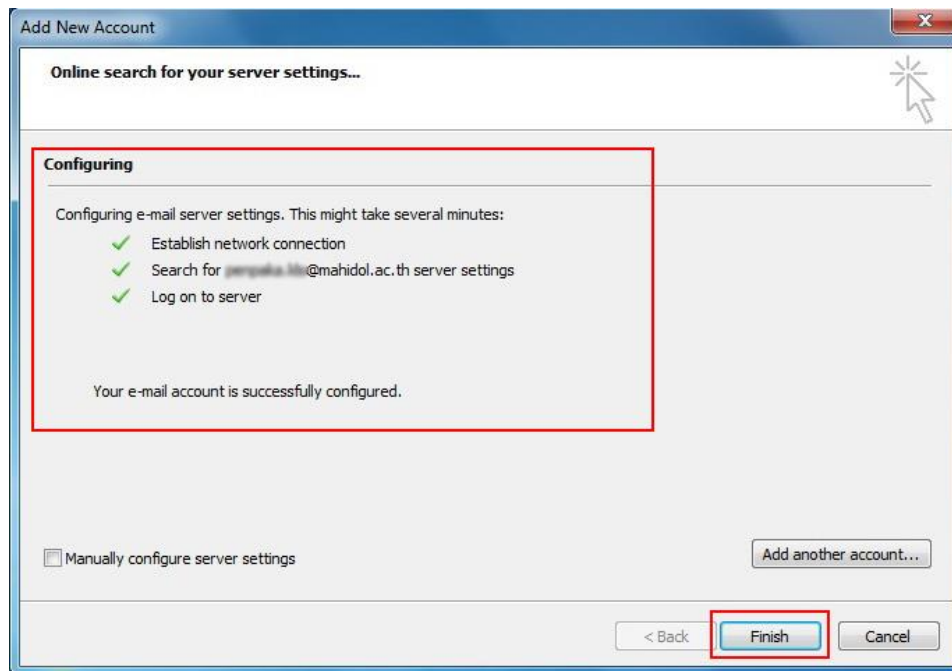 Add New Account
Online search for your server settings...
Configuring
Configuring e-mail server settings. This might take several minutes:
Establish network connection
Search for @mahidol.ac.th server settings
Log on to server
Your e-mail account is successfully configured.
Manually configure server settings
Add another account...
< Back
Finish
Cancel